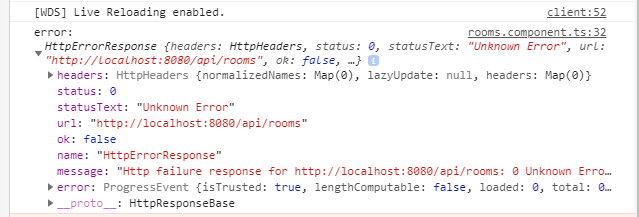 [WDS] Live Reloading enabled. client:52
error: rooms.component.ts:32
HttpErrorResponse {headers: HttpHeaders, status: 0, statusText: "Unknown Error", url:
"http://localhost:8080/api/rooms", ok: false, …}
headers: HttpHeaders {normalizedNames: Map(0), lazyUpdate: null, headers: Map(0)}
status: 0
statusText: "Unknown Error"
url: "http://localhost:8080/api/rooms"
ok: false
name: "HttpErrorResponse"
message: "Http failure response for http://localhost:8080/api/rooms: 0 Unknown Erro…
error: ProgressEvent {isTrusted: true, lengthComputable: false, loaded: 0, total: 0…
__proto__: HttpResponseBase